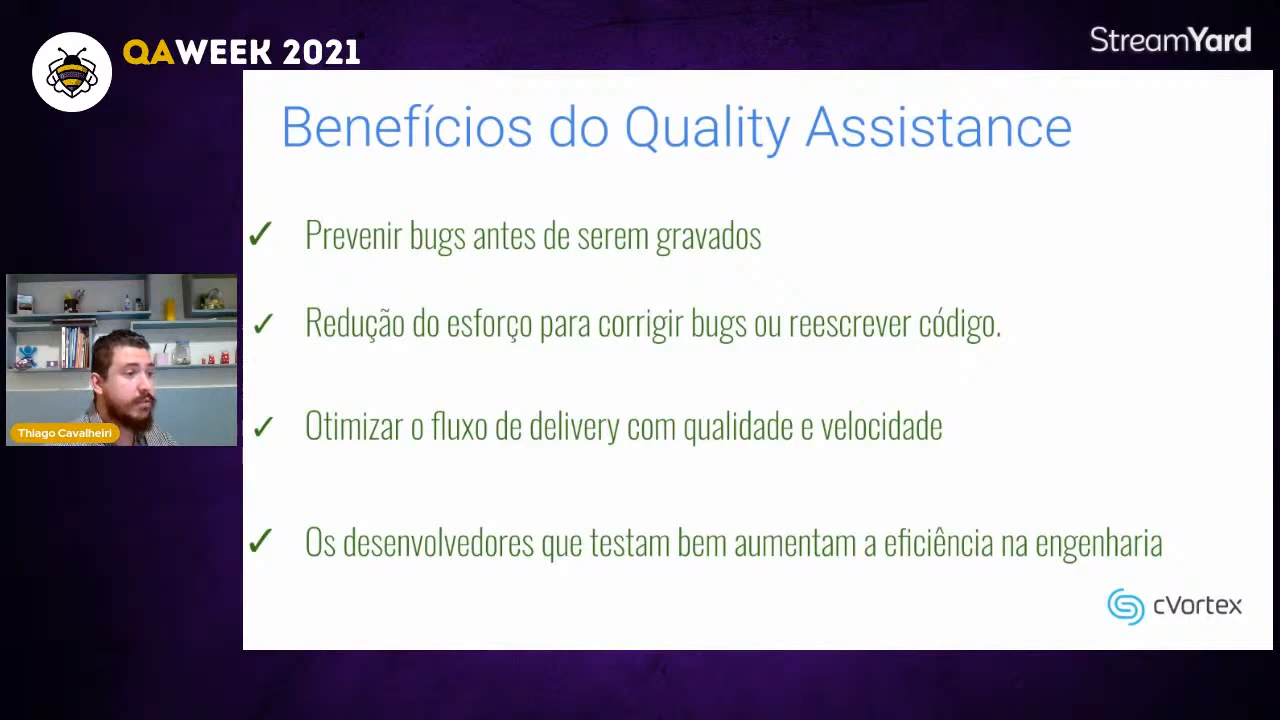 QAWEEK 2021
StreamYard
Benefícios do Quality Assistance
✓ Prevenir bugs antes de serem gravados
✓ Redução do esforço para corrigir bugs ou reescrever código.
✓ Otimizar o fluxo de delivery com qualidade e velocidade
✓ Os desenvolvedores que testam bem aumentam a eficiência na engenharia
Thiago Cavalheiri
cVortex